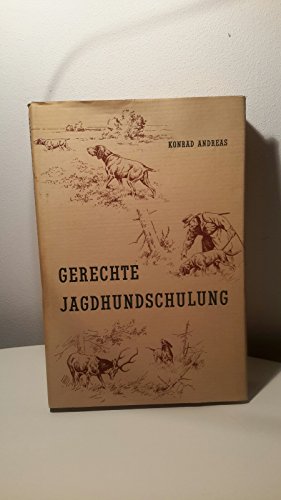 KONRAD ANDREAS
GERECHTE
JAGDHUNDSCHULUNG